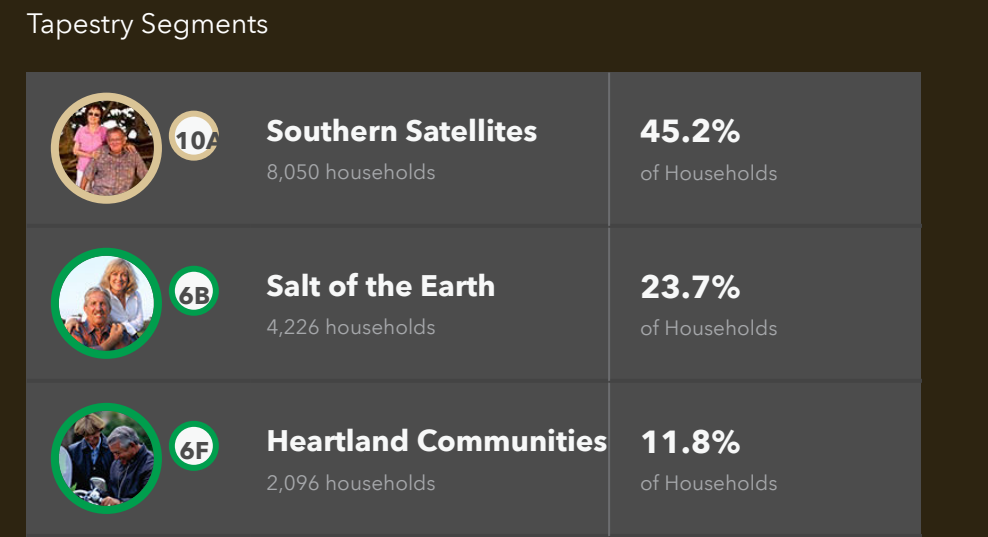 Tapestry Segments
10A
Southern Satellites
8,050 households
45.2%
of Households
6B
Salt of the Earth
4,226 households
23.7%
of Households
6F
Heartland Communities
2,096 households
11.8%
of Households